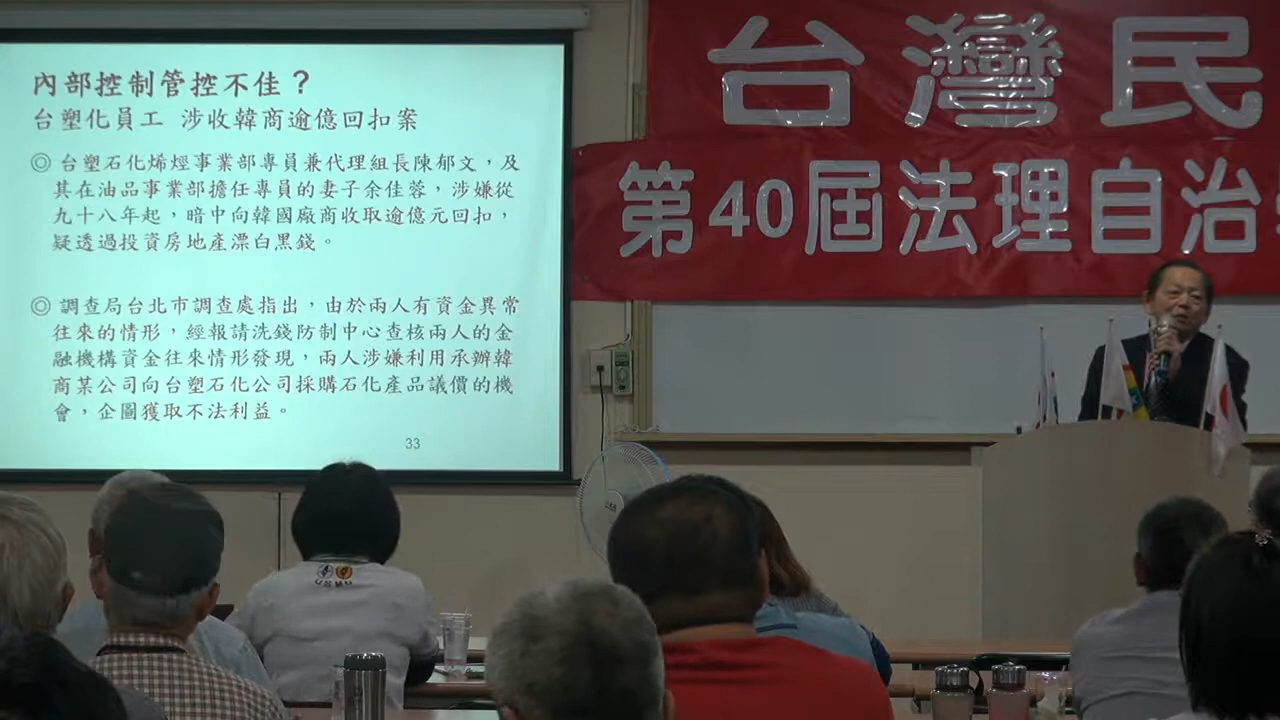 內部控制管控不佳？
台塑化員工 涉收韓商逾億回扣案
◎ 台塑石化烯烴事業部專員兼代理組長陳郁文，及
其在油品事業部擔任專員的妻子余佳蓉，涉嫌從
九十八年起，暗中向韓國廠商收取逾億元回扣，
疑透過投資房地產漂白黑錢。
◎ 調查局台北市調查處指出，由於兩人有資金異常
往來的情形，經報請洗錢防制中心查核兩人的金
融機構資金往來情形發現，兩人涉嫌利用承辦韓
商某公司向台塑石化公司採購石化產品議價的機
會，企圖獲取不法利益。
33
台灣民
第40屆法理自治